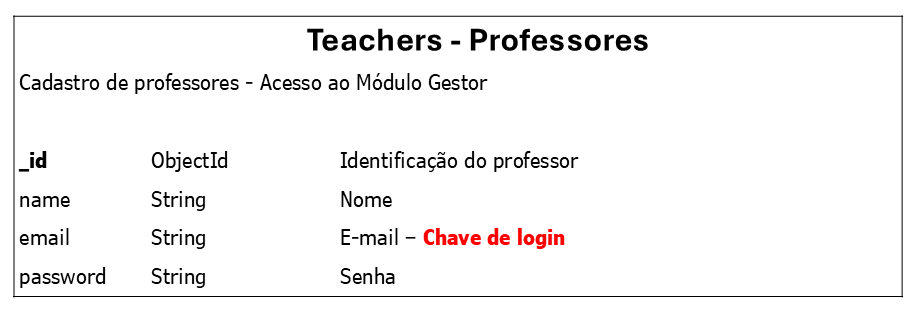 Teachers - Professores
Cadastro de professores - Acesso ao Módulo Gestor
_id ObjectId Identificação do professor
name String Nome
email String E-mail – Chave de login
password String Senha